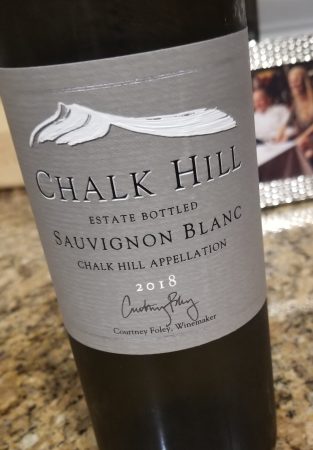 CHALK HILL
ESTATE BOTTLED
SAUVIGNON BLANC
CHALK HILL APPELLATION
2018
Courtney Foley, Winemaker